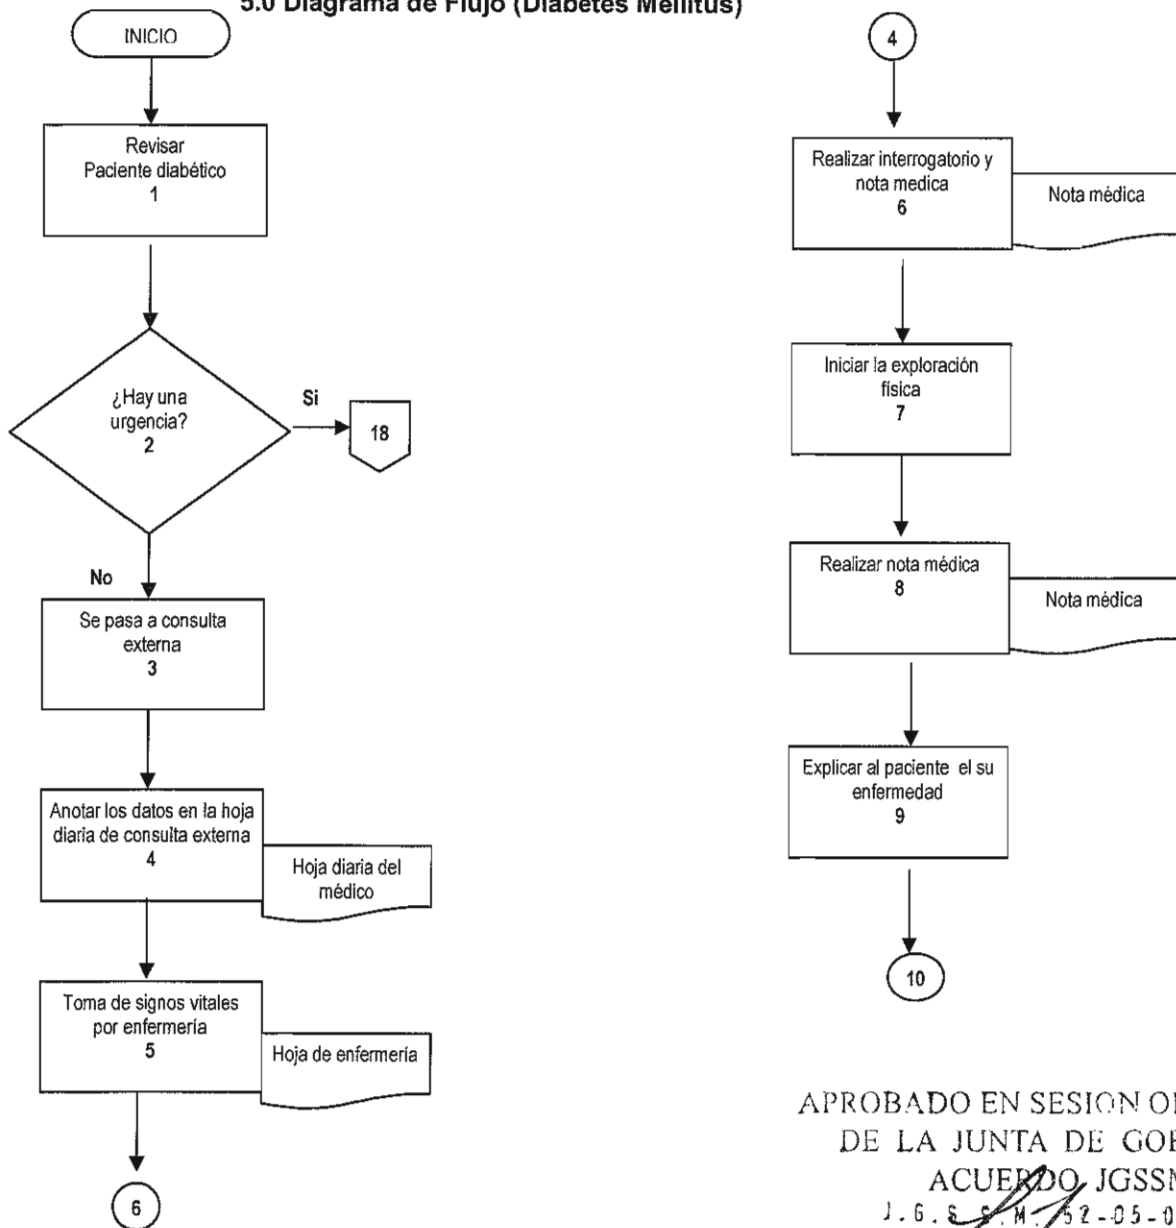 5.0 Diagrama de Flujo (Diabetes Mellitus)
INICIO
Revisar
Paciente diabético
1
¿Hay una
urgencia?
2
Si
18
No
Se pasa a consulta
externa
3
Anotar los datos en la hoja
diaria de consulta externa
4
Hoja diaria del
médico
Toma de signos vitales
por enfermería
5
Hoja de enfermería
6
4
Realizar interrogatorio y
nota medica
6
Nota médica
Iniciar la exploración
física
7
Realizar nota médica
8
Nota médica
Explicar al paciente el su
enfermedad
9
10
APROBADO EN SESION
DE LA JUNTA DE
ACUERDO